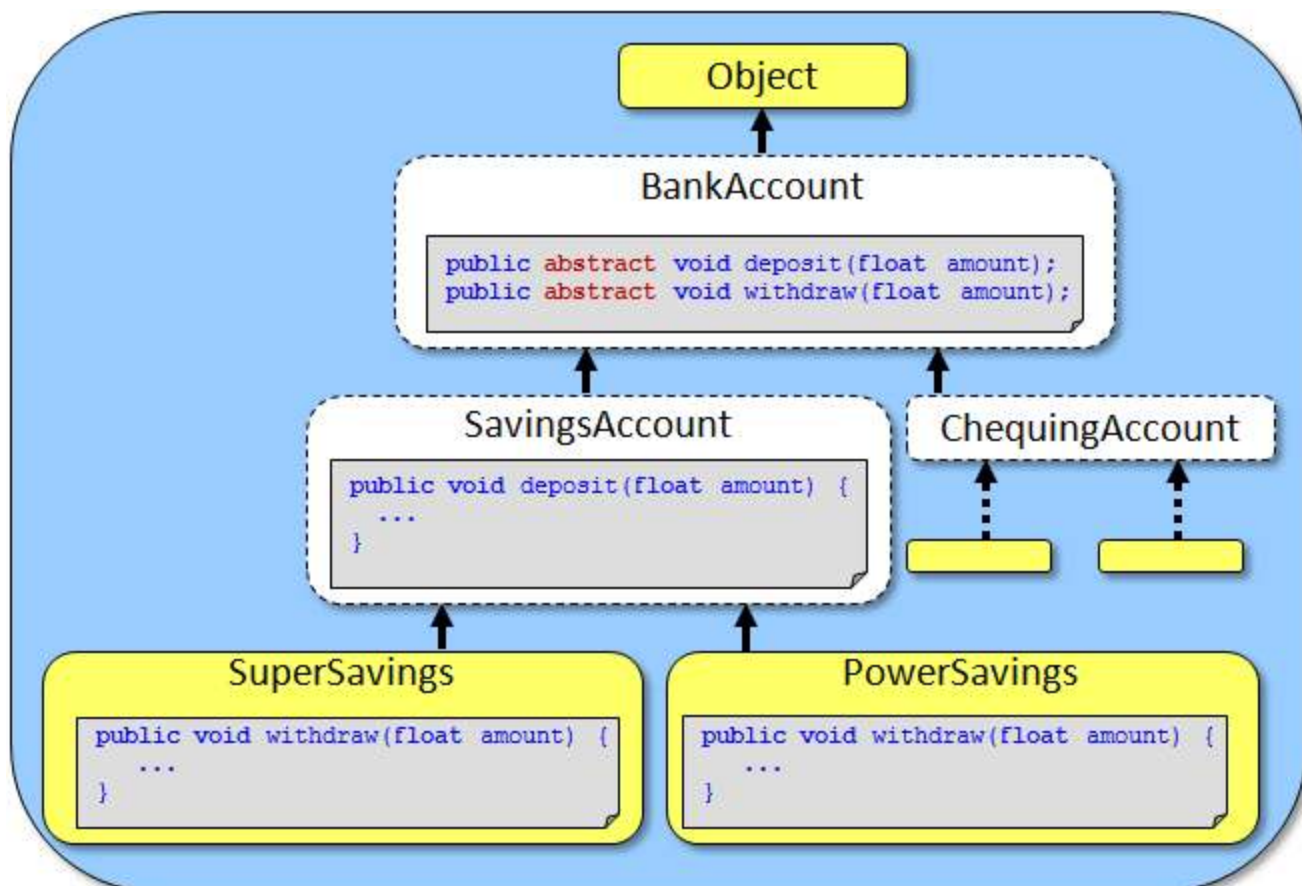 Object
BankAccount
public abstract void deposit(float amount);
public abstract void withdraw(float amount);
SavingsAccount
public void deposit(float amount) {
...
}
ChequingAccount
SuperSavings
public void withdraw(float amount) {
...
}
PowerSavings
public void withdraw(float amount) {
...
}